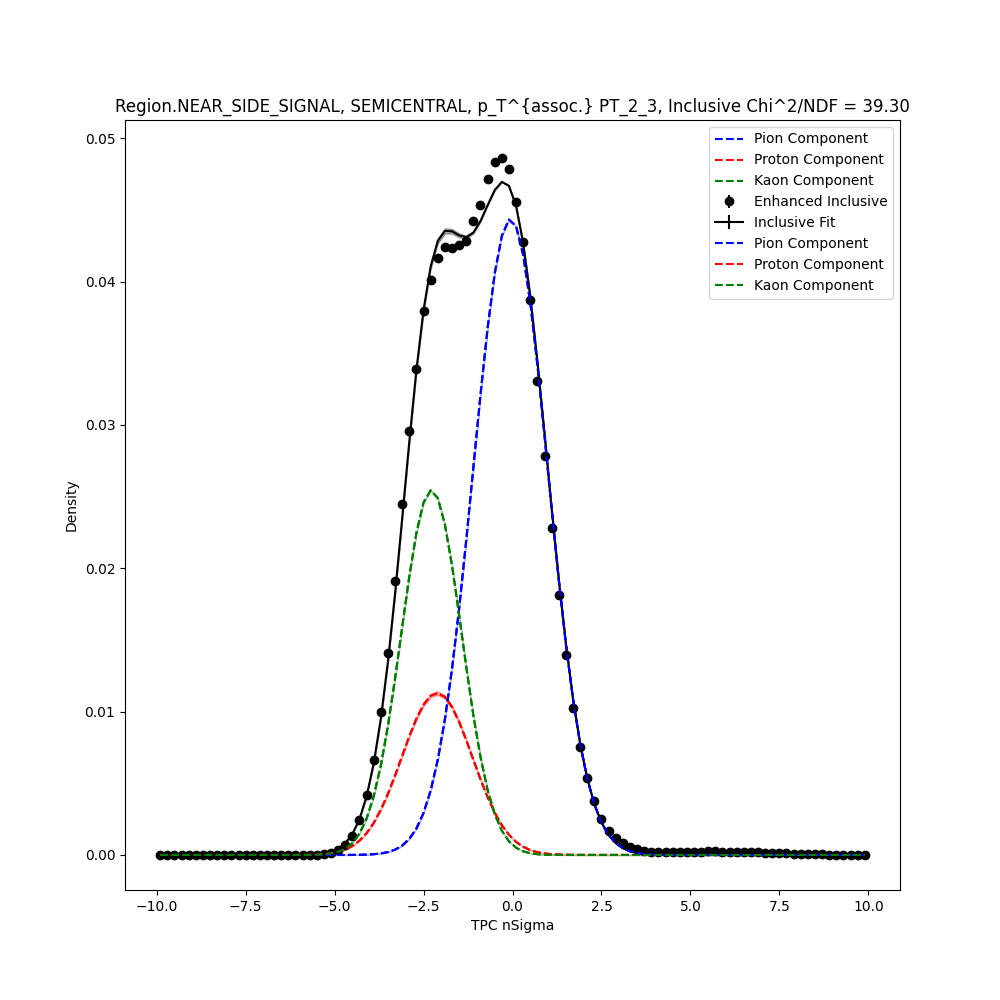 Region.NEAR_SIDE_SIGNAL, SEMICENTRAL, p_T^{assoc.} PT_2_3, Inclusive Chi^2/NDF = 39.30
Pion Component
Proton Component
Kaon Component
Enhanced Inclusive
Inclusive Fit
Pion Component
Proton Component
Kaon Component
0.05
0.04
0.03
0.02
0.01
0.00
Density
−10.0 −7.5 −5.0 −2.5 0.0 2.5 5.0 7.5 10.0
TPC nSigma